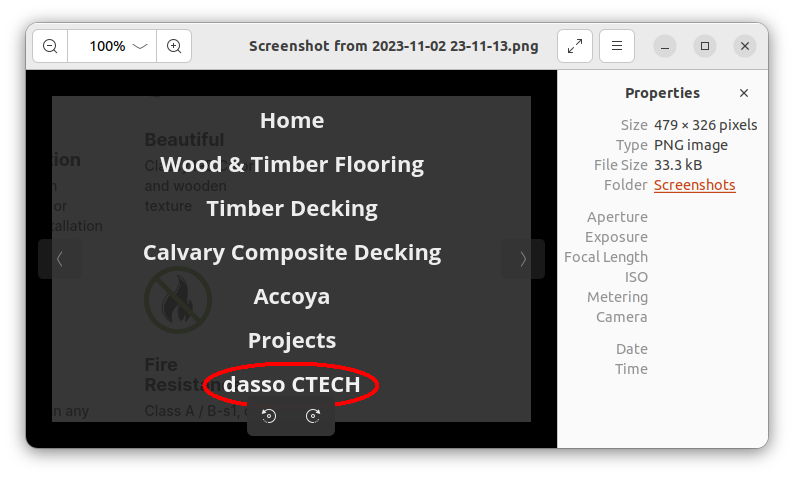 100%
Screenshot from 2023-11-02 23-11-13.png
Home
Wood & Timber Flooring
Timber Decking
Calvary Composite Decking
Accoya
Projects
dasso CTECH
Beautiful
and wooden
texture
Fire
Resistan
Class A / B-s1,
tion
or
tallation
n any
Properties
Size 479 × 326 pixels
Type PNG image
File Size 33.3 kB
Folder Screenshots
Aperture
Exposure
Focal Length
ISO
Metering
Camera
Date
Time